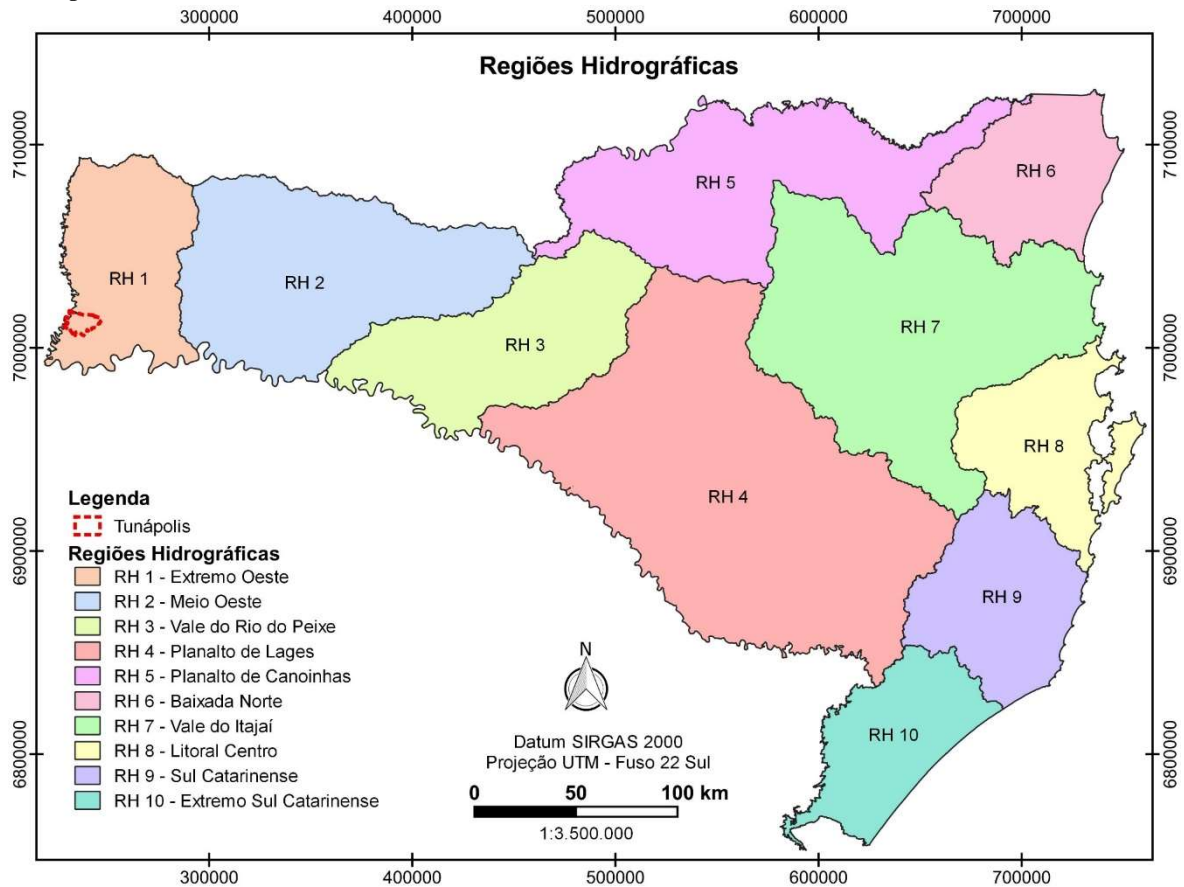 300000 400000 500000 600000 700000
Regiões Hidrográficas
7100000
7100000
RH 5
RH 6
RH 1
RH 2
RH 7
7000000
RH 3
7000000
RH 8
RH 4
Legenda
Tunápolis
Regiões Hidrográficas
6900000
6900000
RH 1 - Extremo Oeste
RH 2 - Meio Oeste
RH 3 - Vale do Rio do Peixe
RH 4 - Planalto de Lages
RH 5 - Planalto de Canoinhas
RH 6 - Baixada Norte
RH 7 - Vale do Itajaí
RH 8 - Litoral Centro
RH 9 - Sul Catarinense
RH 10 - Extremo Sul Catarinense
RH 9
N
RH 10
Datum SIRGAS 2000
Projeção UTM - Fuso 22 Sul
6800000
6800000
0 50 100 km
1:3.500.000
300000 400000 500000 600000 700000